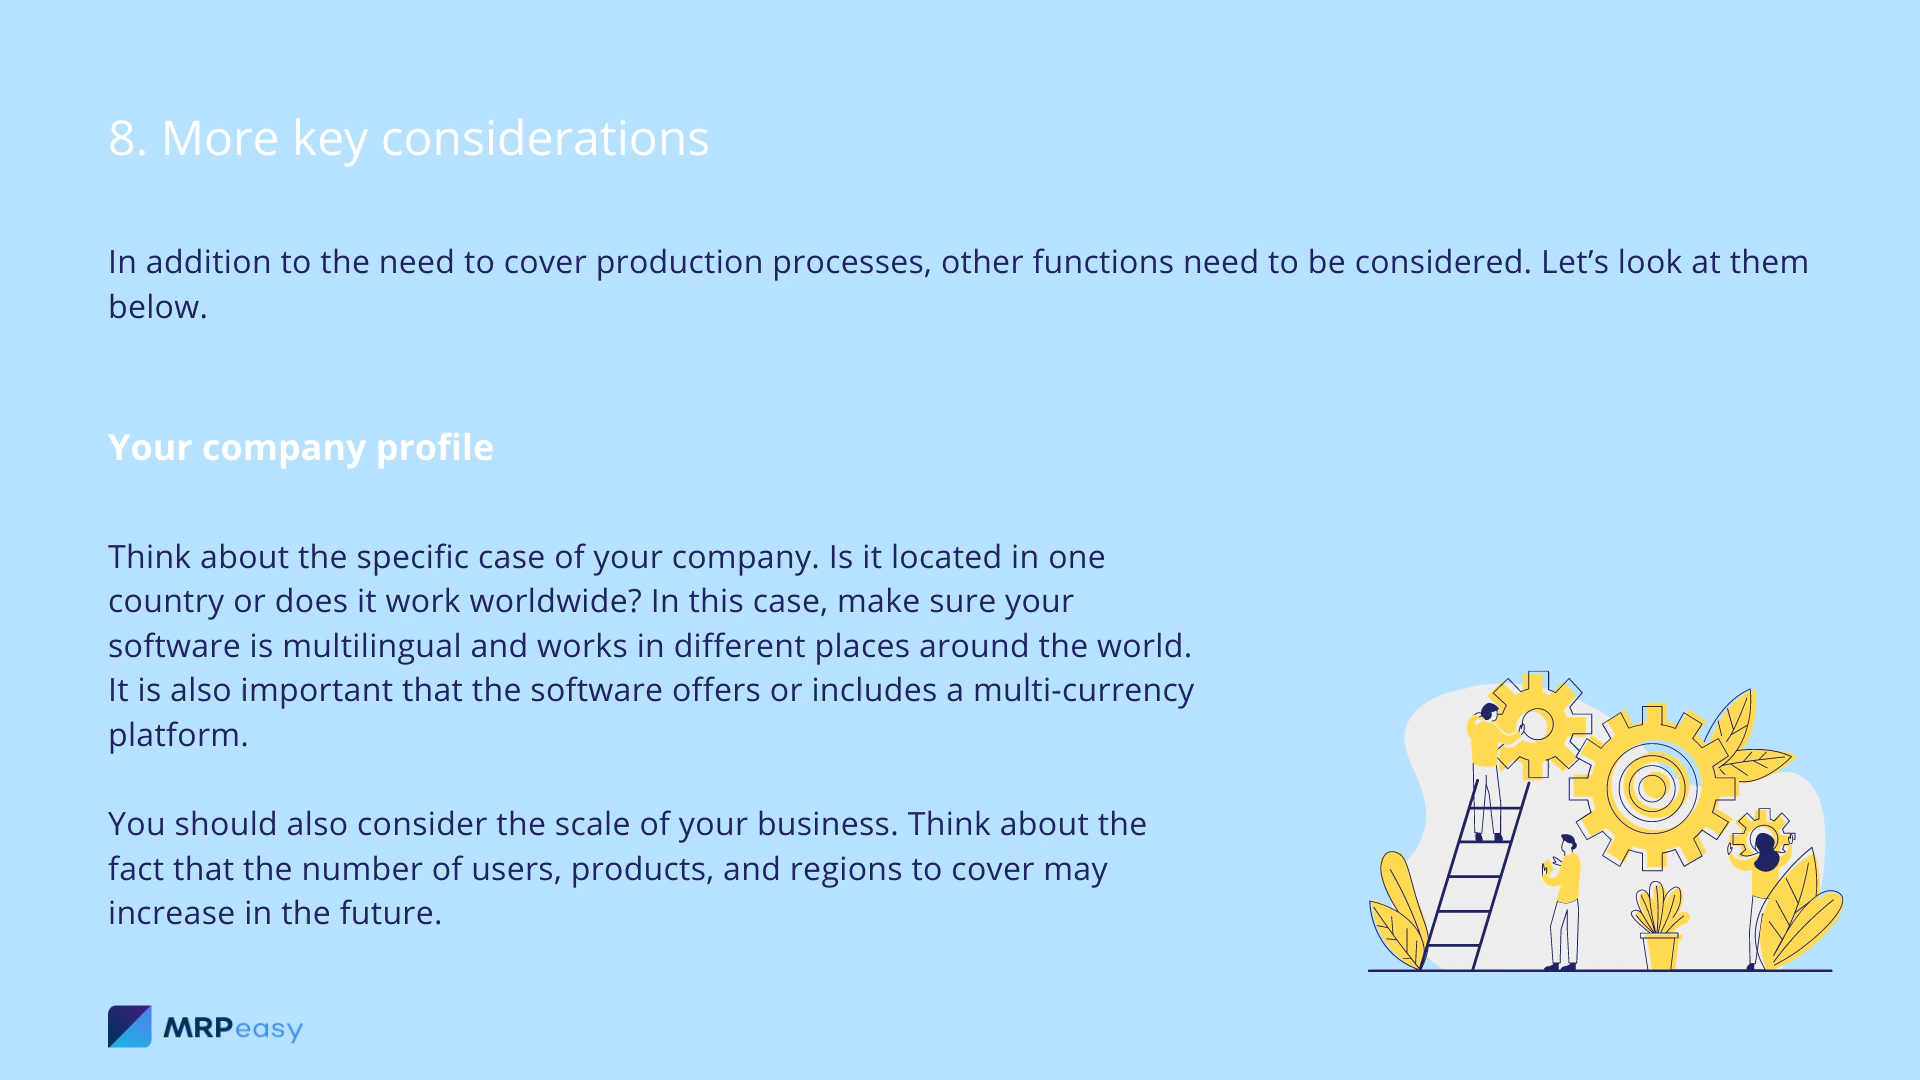 8. More key considerations
In addition to the need to cover production processes, other functions need to be considered. Let’s look at them
below.
Your company profile
Think about the specific case of your company. Is it located in one
country or does it work worldwide? In this case, make sure your
software is multilingual and works in different places around the world.
It is also important that the software offers or includes a multi-currency
platform.
You should also consider the scale of your business. Think about the
fact that the number of users, products, and regions to cover may
increase in the future.
MRPeasy